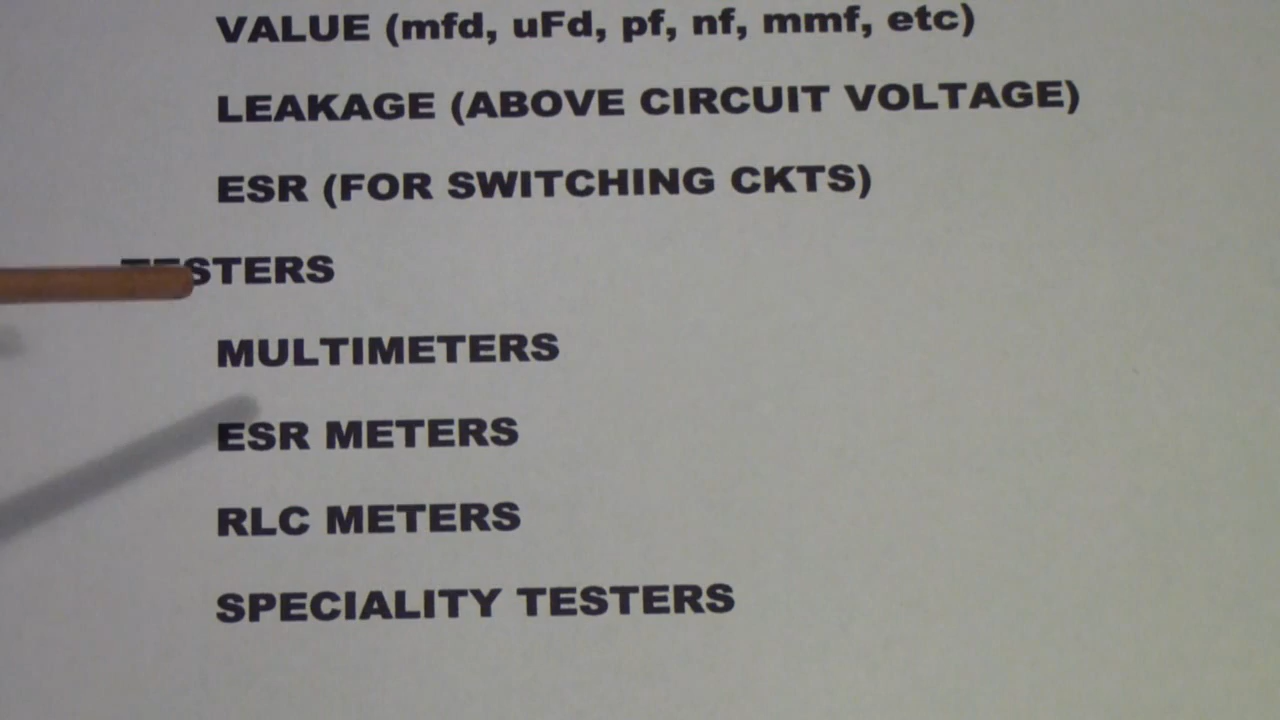 VALUE (mfd, uFd, pf, nf, mmf, etc)
LEAKAGE (ABOVE CIRCUIT VOLTAGE)
ESR (FOR SWITCHING CKTS)
TESTERS
MULTIMETERS
ESR METERS
RLC METERS
SPECIALITY TESTERS